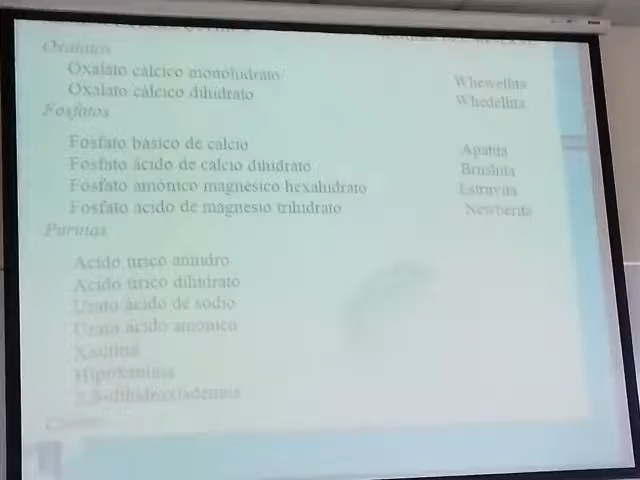 Oxalatos
Oxalato cálcico monohidrato Whewellita
Oxalato cálcico dihidrato Whedellita
Fosfatos
Fosfato básico de calcio Apatita
Fosfato ácido de calcio dihidrato Brushita
Fosfato amónico magnésico hexahidrato Estruvita
Fosfato acido de magnesio trihidrato Newberita
Purinas
Acido úrico anhidro
Acido úrico dihidrato
Urato ácido de sodio
Urato ácido amónico
Xantina
Hipoxantina